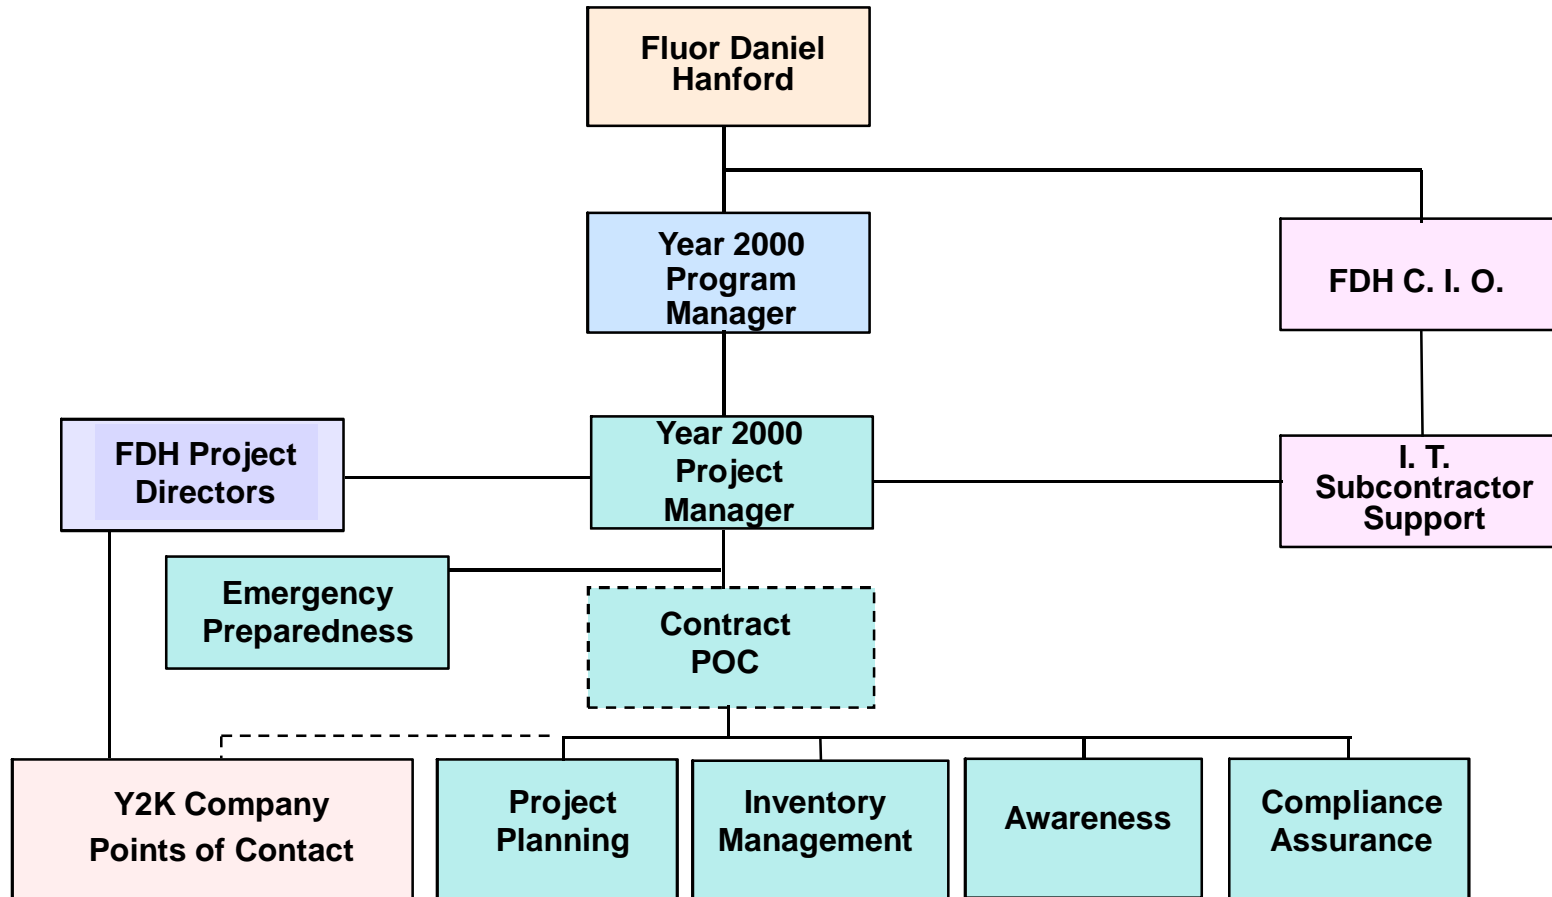 Fluor Daniel
Hanford
Year 2000
Program
Manager
FDH C. I. O.
FDH Project
Directors
Year 2000
Project
Manager
I. T.
Subcontractor
Support
Emergency
Preparedness
Contract
POC
Y2K Company
Points of Contact
Project
Planning
Inventory
Management
Awareness
Compliance
Assurance